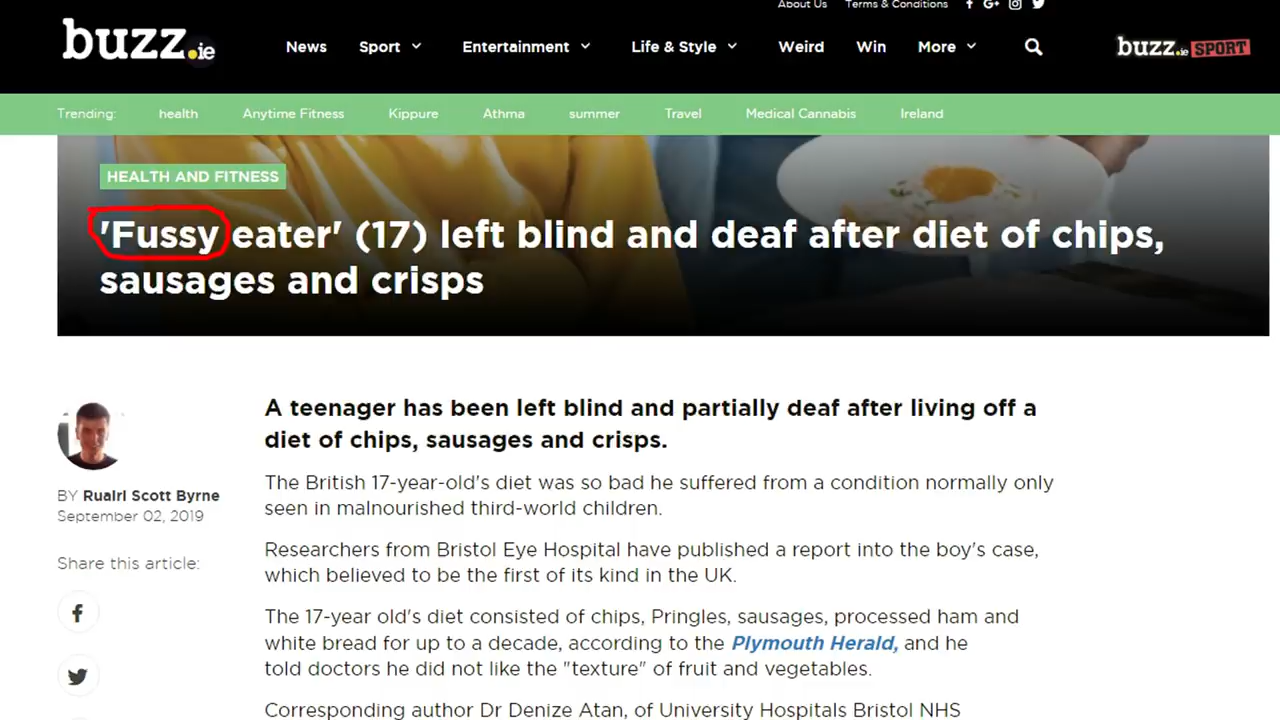 About Us Terms & Conditions
buzz.ie News Sport Entertainment Life & Style Weird Win More buzz.ie SPORT
Trending: health Anytime Fitness Kippure Athma summer Travel Medical Cannabis Ireland
HEALTH AND FITNESS
'Fussy eater' (17) left blind and deaf after diet of chips,
sausages and crisps
A teenager has been left blind and partially deaf after living off a
diet of chips, sausages and crisps.
The British 17-year-old's diet was so bad he suffered from a condition normally only
seen in malnourished third-world children.
BY Ruairi Scott Byrne
September 02, 2019
Share this article:
Researchers from Bristol Eye Hospital have published a report into the boy's case,
which believed to be the first of its kind in the UK.
The 17-year old's diet consisted of chips, Pringles, sausages, processed ham and
white bread for up to a decade, according to the Plymouth Herald, and he
told doctors he did not like the "texture" of fruit and vegetables.
Corresponding author Dr Denize Atan, of University Hospitals Bristol NHS